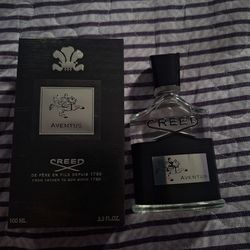 AVENTUS
CREED
DE PÈRE EN FILS DEPUIS 1760
FROM FATHER TO SON SINCE 1760
100 ML
3.3 FL.OZ.
CREED
AVENTUS